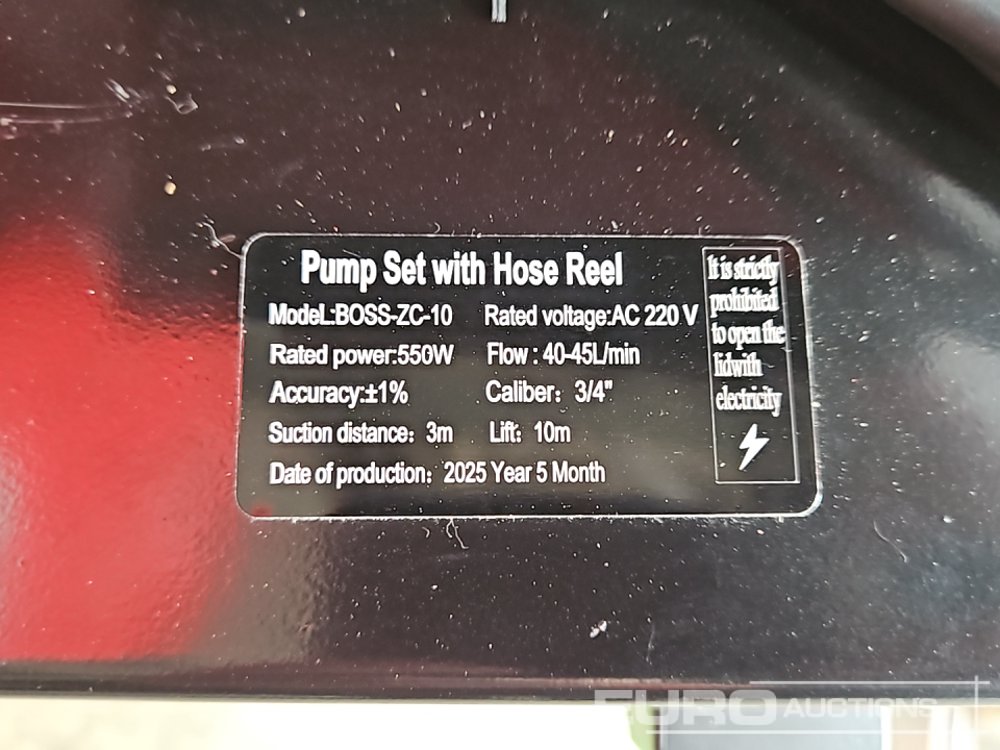 Pump Set with Hose Reel
Model:BOSS-ZC-10 Rated voltage:AC 220 V
Rated power:550W Flow : 40-45L/min
Accuracy:±1% Caliber: 3/4"
Suction distance: 3m Lift: 10m
Date of production: 2025 Year 5 Month
It is strictly
prohibited
to open the
lidwith
electricity
EURO AUCTIONS